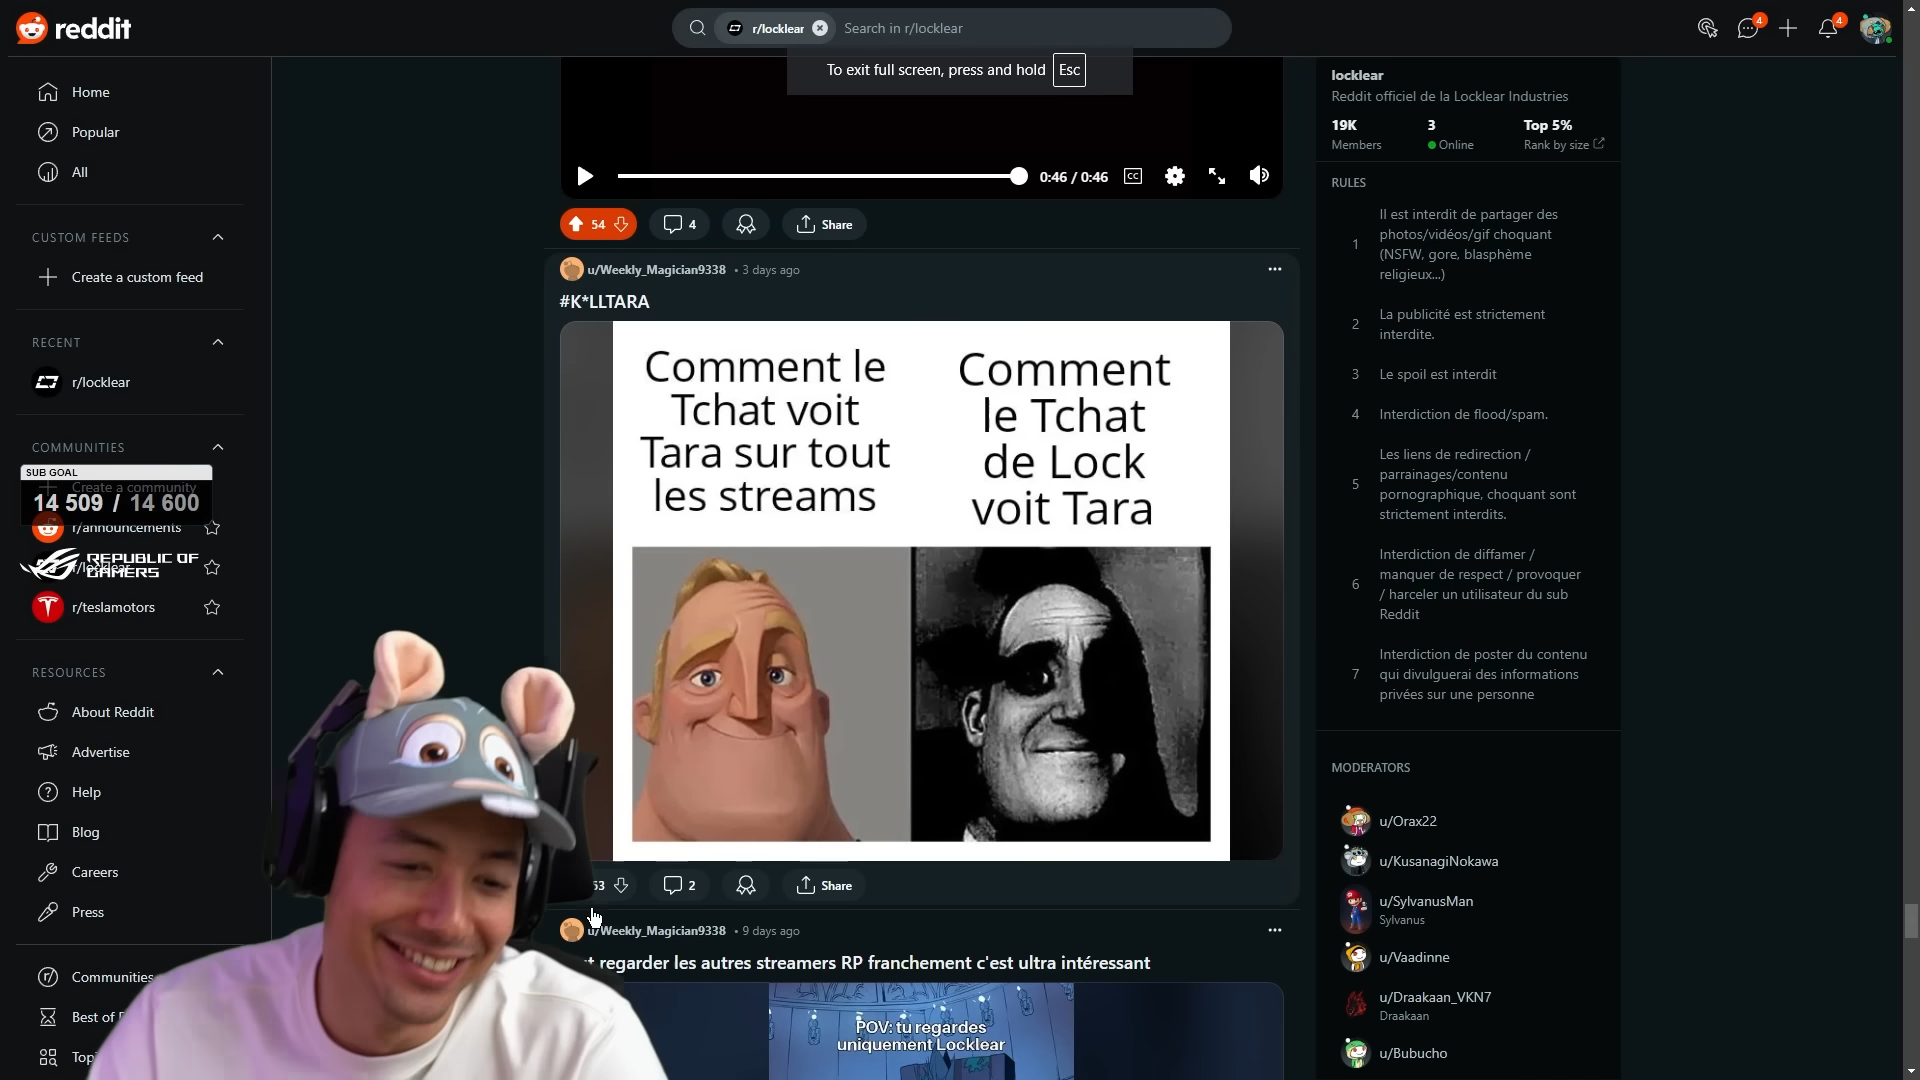 reddit
r/locklear
Search in r/locklear
4
4
To exit full screen, press and hold Esc
Home
Popular
All
CUSTOM FEEDS
Create a custom feed
RECENT
r/locklear
COMMUNITIES
SUB GOAL
Create a community
14 509 / 14 600
r/announcements
REPUBLIC OF
GAMERS
r/locklear
r/teslamotors
RESOURCES
About Reddit
Advertise
Help
Blog
Careers
Press
Communities
Best of
0:46 / 0:46
CC
54
4
Share
u/Weekly_Magician9338 • 3 days ago
#K*LLTARA
Comment le
Tchat voit
Tara sur tout
les streams
Comment
le Tchat
de Lock
voit Tara
2
Share
u/Weekly_Magician9338 • 9 days ago
regarder les autres streamers RP franchement c'est ultra intéressant
POV: tu regardes
uniquement Locklear
locklear
Reddit officiel de la Locklear Industries
19K
3
Top 5%
Members
Online
Rank by size
RULES
1
Il est interdit de partager des
photos/vidéos/gif choquant
(NSFW, gore, blasphème
religieux...)
2
La publicité est strictement
interdite.
3
Le spoil est interdit
4
Interdiction de flood/spam.
5
Les liens de redirection /
parrainages/contenu
pornographique, choquant sont
strictement interdits.
6
Interdiction de diffamer /
manquer de respect / provoquer
/ harceler un utilisateur du sub
Reddit
7
Interdiction de poster du contenu
qui divulguerai des informations
privées sur une personne
MODERATORS
u/Orax22
u/KusanagiNokawa
u/SylvanusMan
Sylvanus
u/Vaadinne
u/Draakaan_VKN7
Draakaan
u/Bubucho